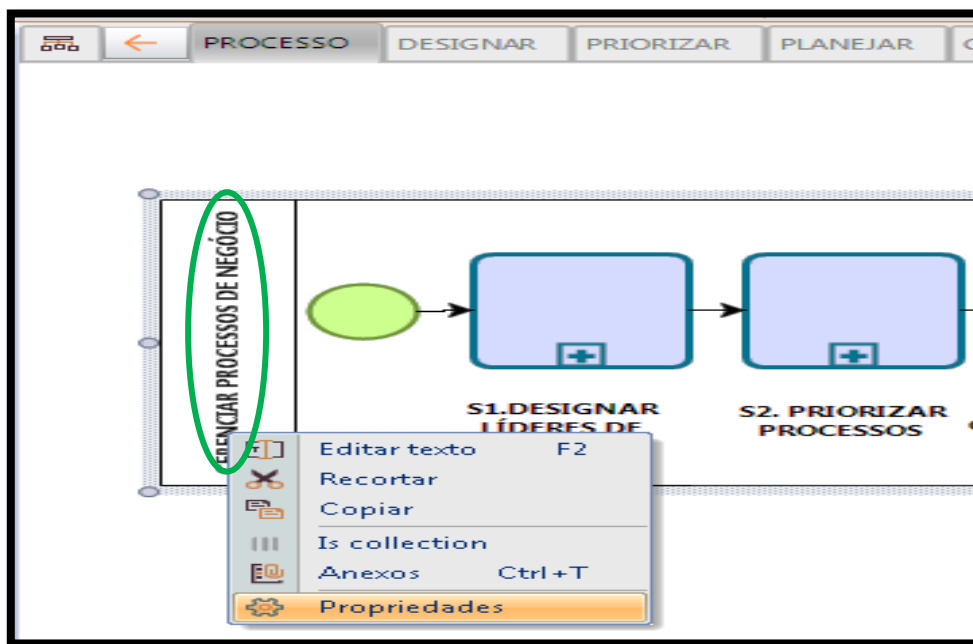 PROCESSO
DESIGNAR
PRIORIZAR
PLANEJAR
ERENCIAR PROCESSOS DE NEGÓCIO
S1.DESIGNAR
LÍDERES DE
S2. PRIORIZAR
PROCESSOS
Editar texto F2
Recortar
Copiar
Is collection
Anexos Ctrl+T
Propriedades